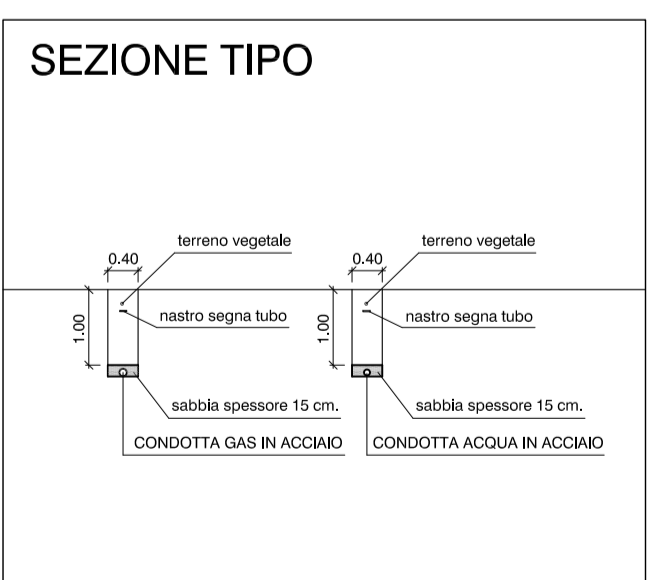 SEZIONE TIPO
terreno vegetale
terreno vegetale
0.40
0.40
1.00
nastro segna tubo
1.00
nastro segna tubo
sabbia spessore 15 cm.
sabbia spessore 15 cm.
CONDOTTA GAS IN ACCIAIO
CONDOTTA ACQUA IN ACCIAIO